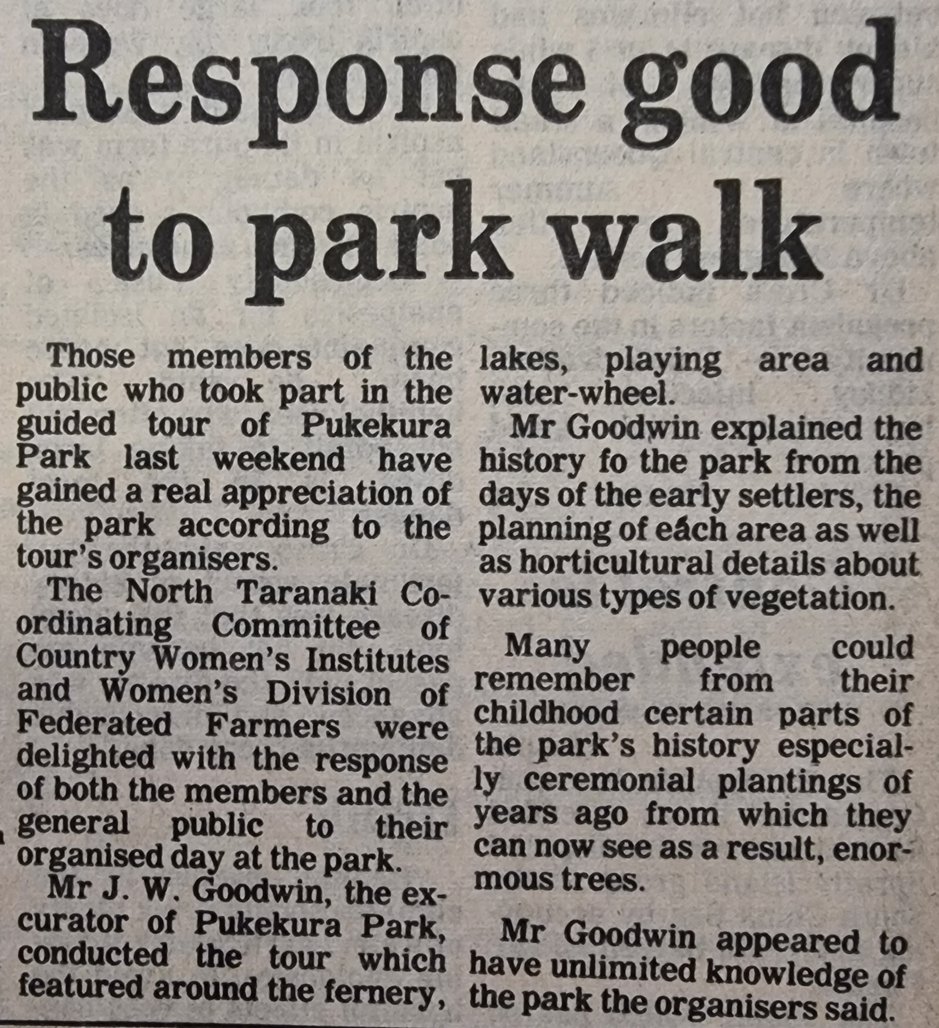 Response good
to park walk
Those members of the
public who took part in the
guided tour of Pukekura
Park last weekend have
gained a real appreciation of
the park according to the
tour's organisers.
The North Taranaki Co-
ordinating Committee of
Country Women's Institutes
and Women's Division of
Federated Farmers were
delighted with the response
of both the members and the
general public to their
organised day at the park.
Mr J. W. Goodwin, the ex-
curator of Pukekura Park,
conducted the tour which
featured around the fernery,
lakes, playing area and
water-wheel.
Mr Goodwin explained the
history fo the park from the
days of the early settlers, the
planning of each area as well
as horticultural details about
various types of vegetation.
Many people could
remember from their
childhood certain parts of
the park's history especial-
ly ceremonial plantings of
years ago from which they
can now see as a result, enor-
mous trees.
Mr Goodwin appeared to
have unlimited knowledge of
the park the organisers said.